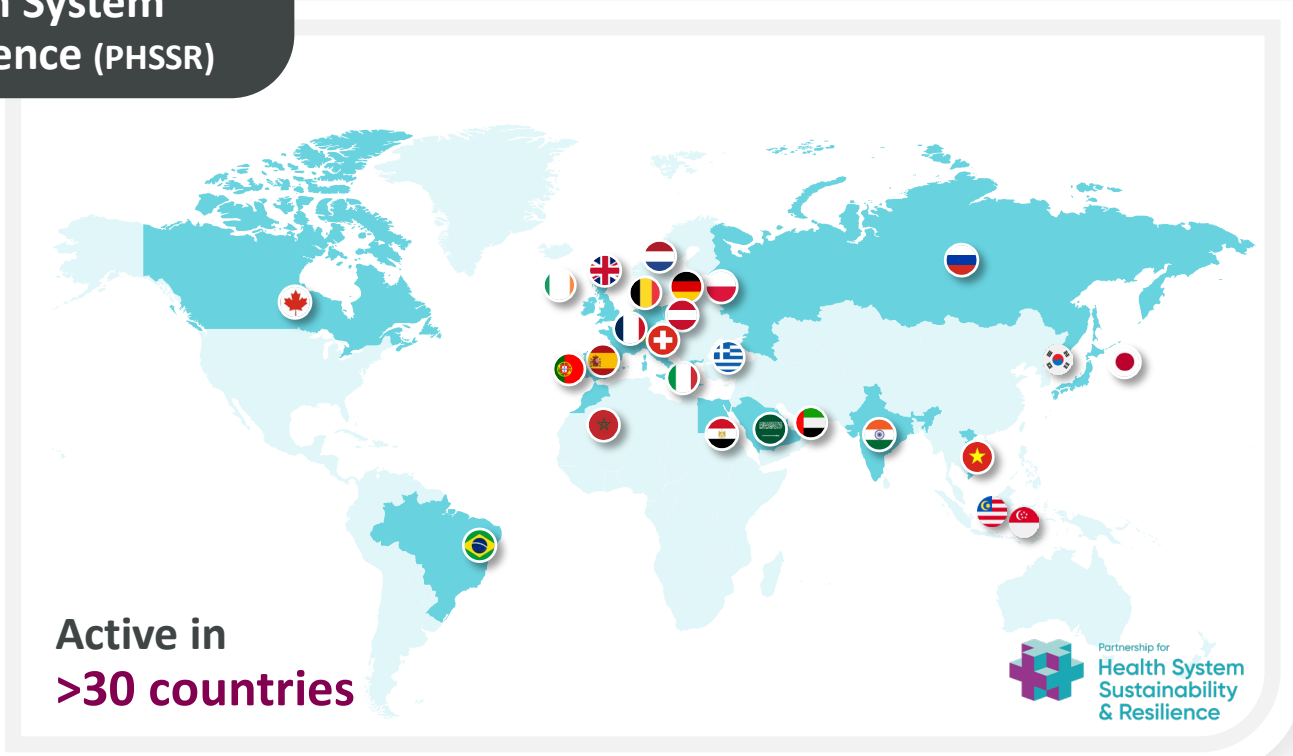 System
ence (PHSSR)
Active in
>30 countries
Partnership for
Health System
Sustainability
& Resilience